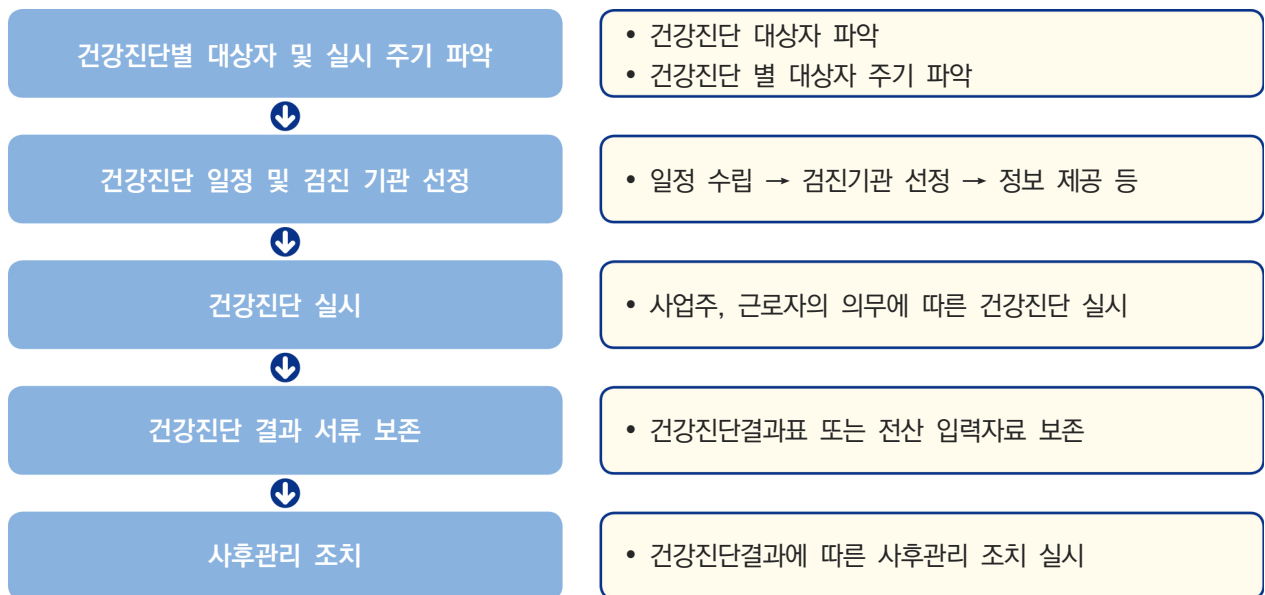 건강진단별 대상자 및 실시 주기 파악
• 건강진단 대상자 파악
• 건강진단 별 대상자 주기 파악
건강진단 일정 및 검진 기관 선정
• 일정 수립 → 검진기관 선정 → 정보 제공 등
건강진단 실시
• 사업주, 근로자의 의무에 따른 건강진단 실시
건강진단 결과 서류 보존
• 건강진단결과표 또는 전산 입력자료 보존
사후관리 조치
• 건강진단결과에 따른 사후관리 조치 실시